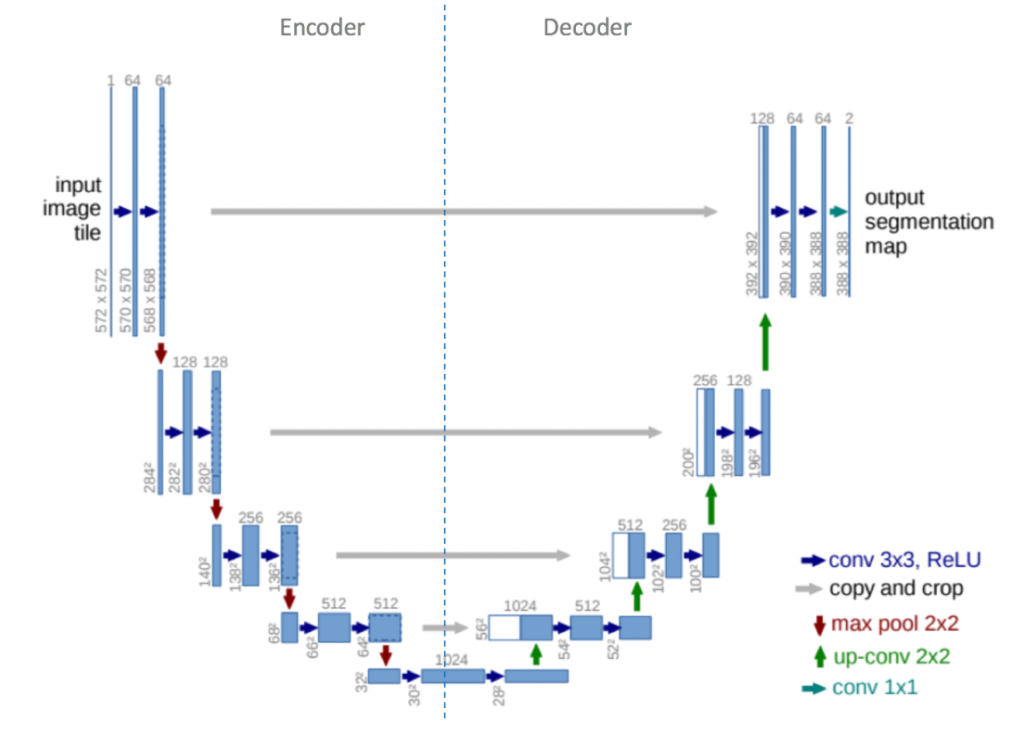 Encoder
Decoder
1 64 64
input
image
tile
572 x 572
570 x 570
568 x 568
128 64 64 2
output
segmentation
map
392 x 392
390 x 390
388 x 388
388 x 388
128 128
284²
282²
280²
256 128
200²
198²
196²
256 256
140²
138²
136²
512 256
104²
102²
100²
512 512
68²
66²
64²
1024 512
56²
54²
52²
1024
32²
30²
28²
conv 3x3, ReLU
copy and crop
max pool 2x2
up-conv 2x2
conv 1x1